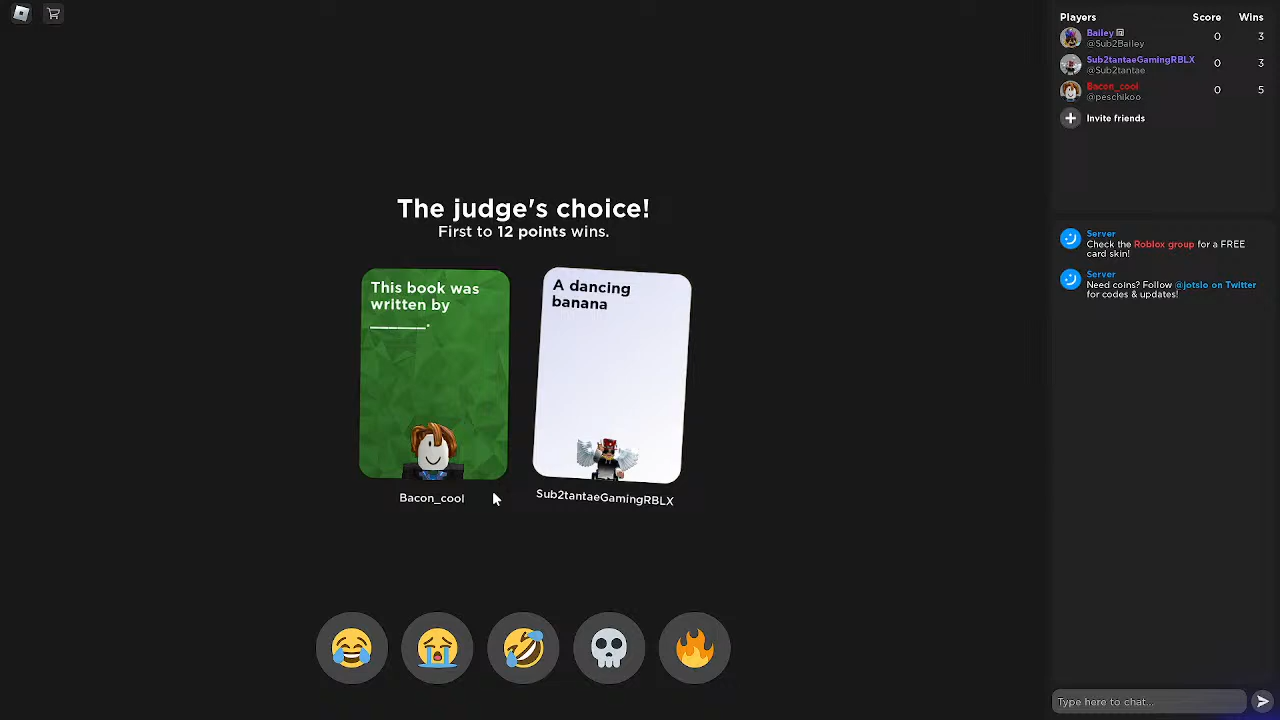 Players Score Wins
Bailey
@Sub2Bailey 0 3
Sub2tantaeGamingRBLX
@Sub2tantae 0 3
Bacon_cool
@peschikoo 0 5
Invite friends
The judge's choice!
First to 12 points wins.
This book was
written by
______.
Bacon_cool
A dancing
banana
Sub2tantaeGamingRBLX
Server
Check the Roblox group for a FREE
card skin!
Server
Need coins? Follow @jotslo on Twitter
for codes & updates!
Type here to chat...